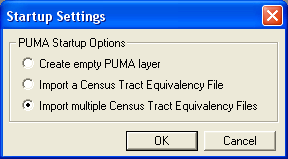 Startup Settings
PUMA Startup Options
Create empty PUMA layer
Import a Census Tract Equivalency File
Import multiple Census Tract Equivalency Files
OK
Cancel